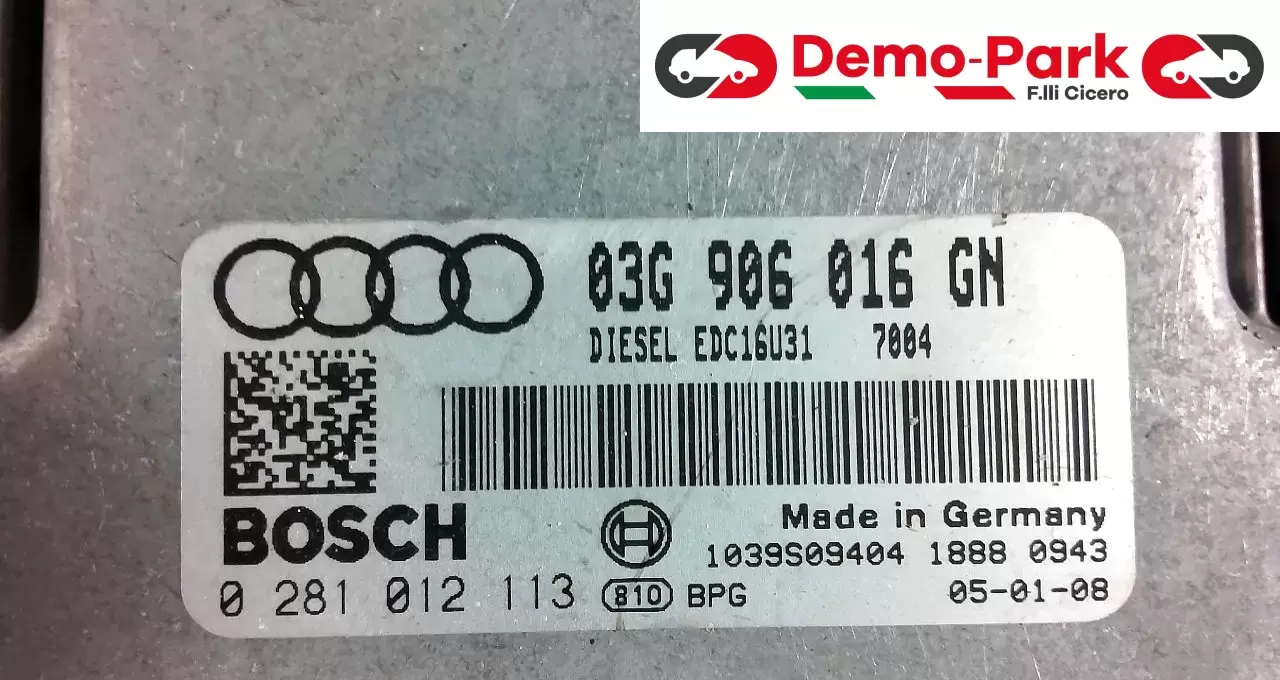 Demo-Park
F.lli Cicero
03G 906 016 GN
DIESEL EDC16U31 7004
BOSCH
Made in Germany
1039S09404 1888 0943
0 281 012 113 810 BPG 05-01-08